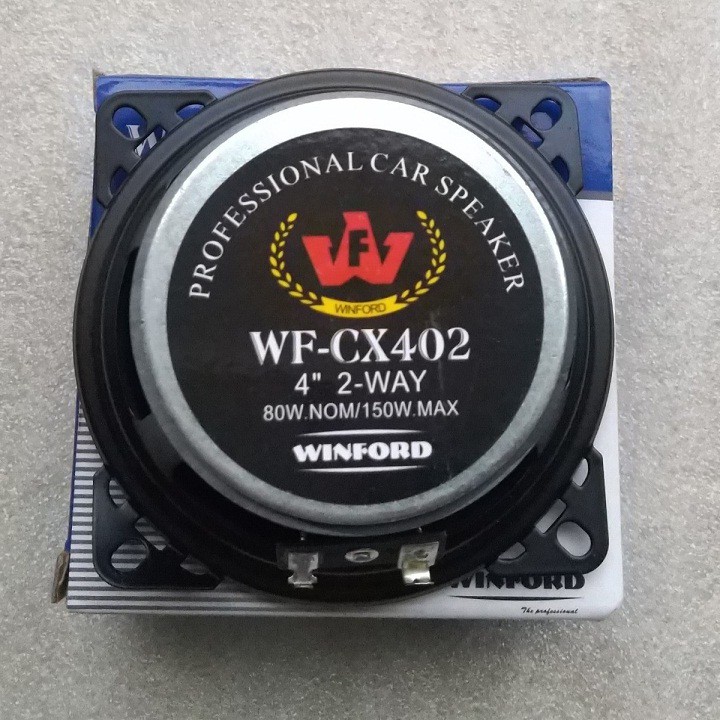 PROFESSIONAL CAR SPEAKER
WF
WINFORD
WF-CX402
4" 2-WAY
80W.NOM/150W.MAX
WINFORD
WINFORD
The professional